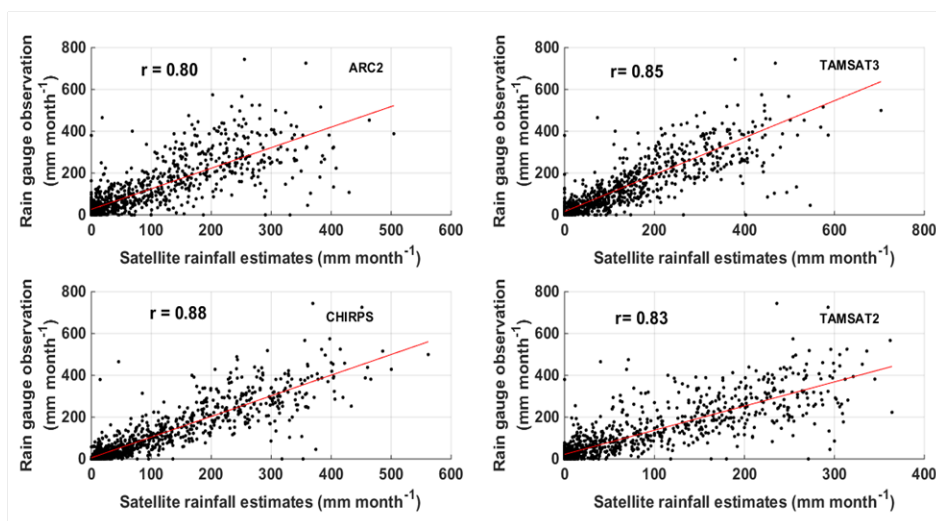 800
600
400
200
0
Rain gauge observation
(mm month⁻¹)
r = 0.80
ARC2
0 100 200 300 400 500 600
Satellite rainfall estimates (mm month⁻¹)
800
600
400
200
0
Rain gauge observation
(mm month⁻¹)
r= 0.85
TAMSAT3
0 200 400 600 800
Satellite rainfall estimates (mm month⁻¹)
800
600
400
200
0
Rain gauge observation
(mm month⁻¹)
r = 0.88
CHIRPS
0 100 200 300 400 500 600
Satellite rainfall estimates (mm month⁻¹)
800
600
400
200
0
Rain gauge observation
(mm month⁻¹)
r= 0.83
TAMSAT2
0 100 200 300 400
Satellite rainfall estimates (mm month⁻¹)